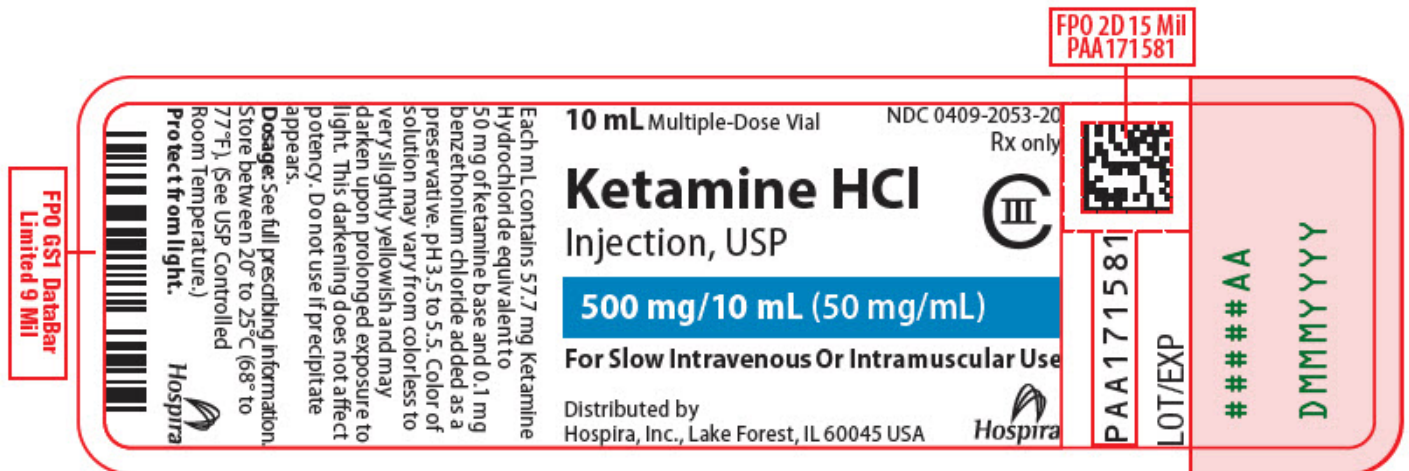 FPO 2D 15 Mil
PAA171581
10 mL Multiple-Dose Vial
NDC 0409-2053-20
Rx only
Ketamine HCl
CIII
Injection, USP
500 mg/10 mL (50 mg/mL)
For Slow Intravenous Or Intramuscular Use
Distributed by
Hospira, Inc., Lake Forest, IL 60045 USA
Hospira
Each mL contains 57.7 mg Ketamine
Hydrochloride equivalent to
50 mg of ketamine base and 0.1 mg
benzethonium chloride added as a
preservative. pH 3.5 to 5.5. Color of
solution may vary from colorless to
very slightly yellowish and may
darken upon prolonged exposure to
light. This darkening does not affect
potency. Do not use if precipitate
appears.
Dosage: See full prescribing information.
Store between 20° to 25°C (68° to
77°F). (See USP Controlled
Room Temperature.)
Protect from light.
Hospira
FPO GS1 DataBar
Limited 9 Mil
PAA171581
LOT/EXP
#####AA
DMMMYYYY